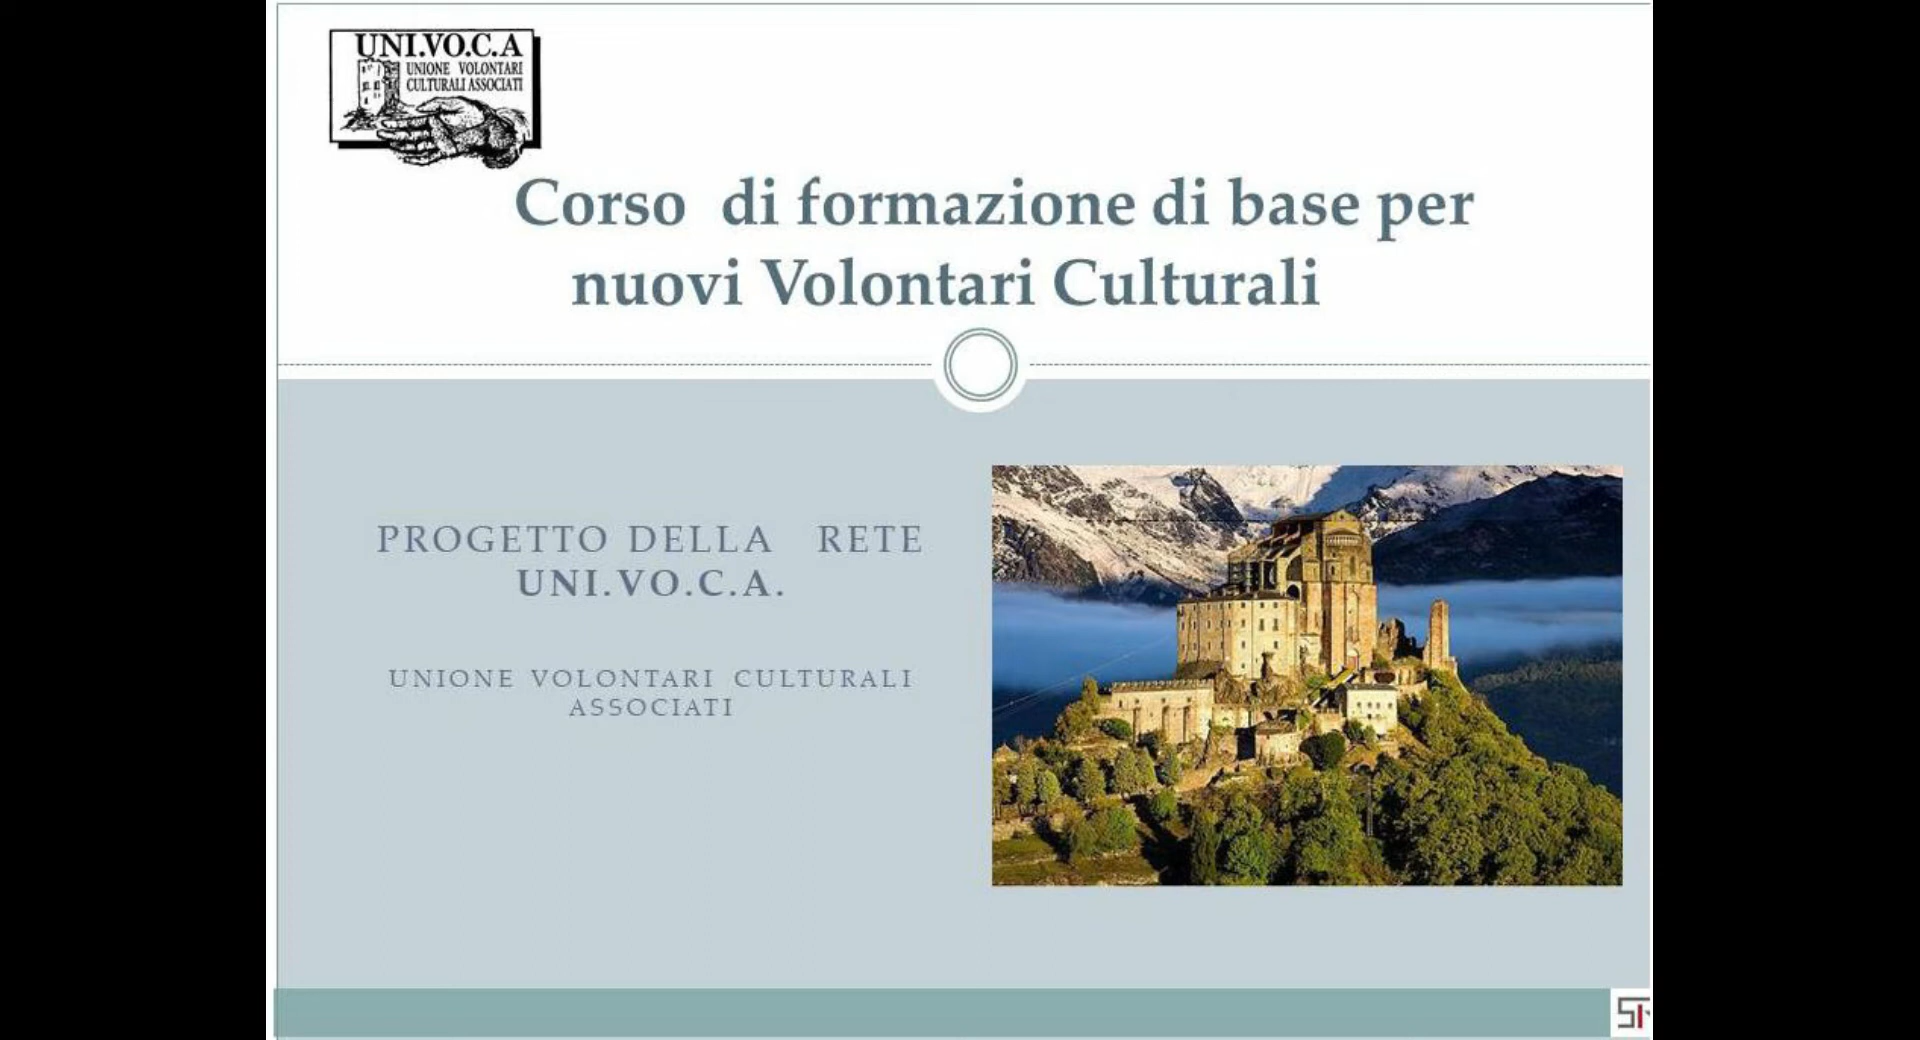 UNI.VO.C.A
UNIONE VOLONTARI
CULTURALI ASSOCIATI
Corso di formazione di base per
nuovi Volontari Culturali
PROGETTO DELLA RETE
UNI.VO.C.A.
UNIONE VOLONTARI CULTURALI
ASSOCIATI